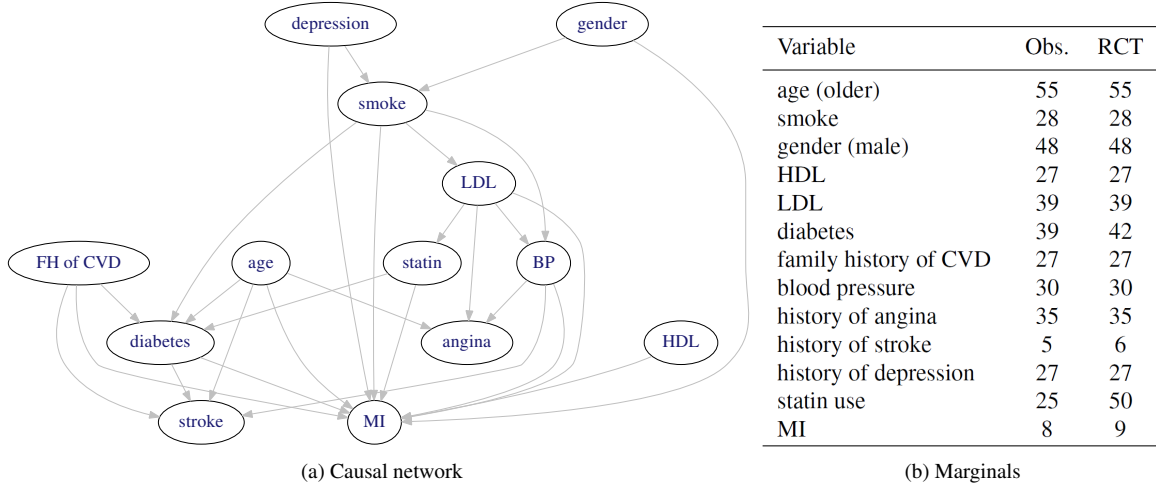 depression
gender
smoke
LDL
FH of CVD
age
statin
BP
diabetes
angina
HDL
stroke
MI
(a) Causal network
Variable Obs. RCT
age (older) 55 55
smoke 28 28
gender (male) 48 48
HDL 27 27
LDL 39 39
diabetes 39 42
family history of CVD 27 27
blood pressure 30 30
history of angina 35 35
history of stroke 5 6
history of depression 27 27
statin use 25 50
MI 8 9
(b) Marginals